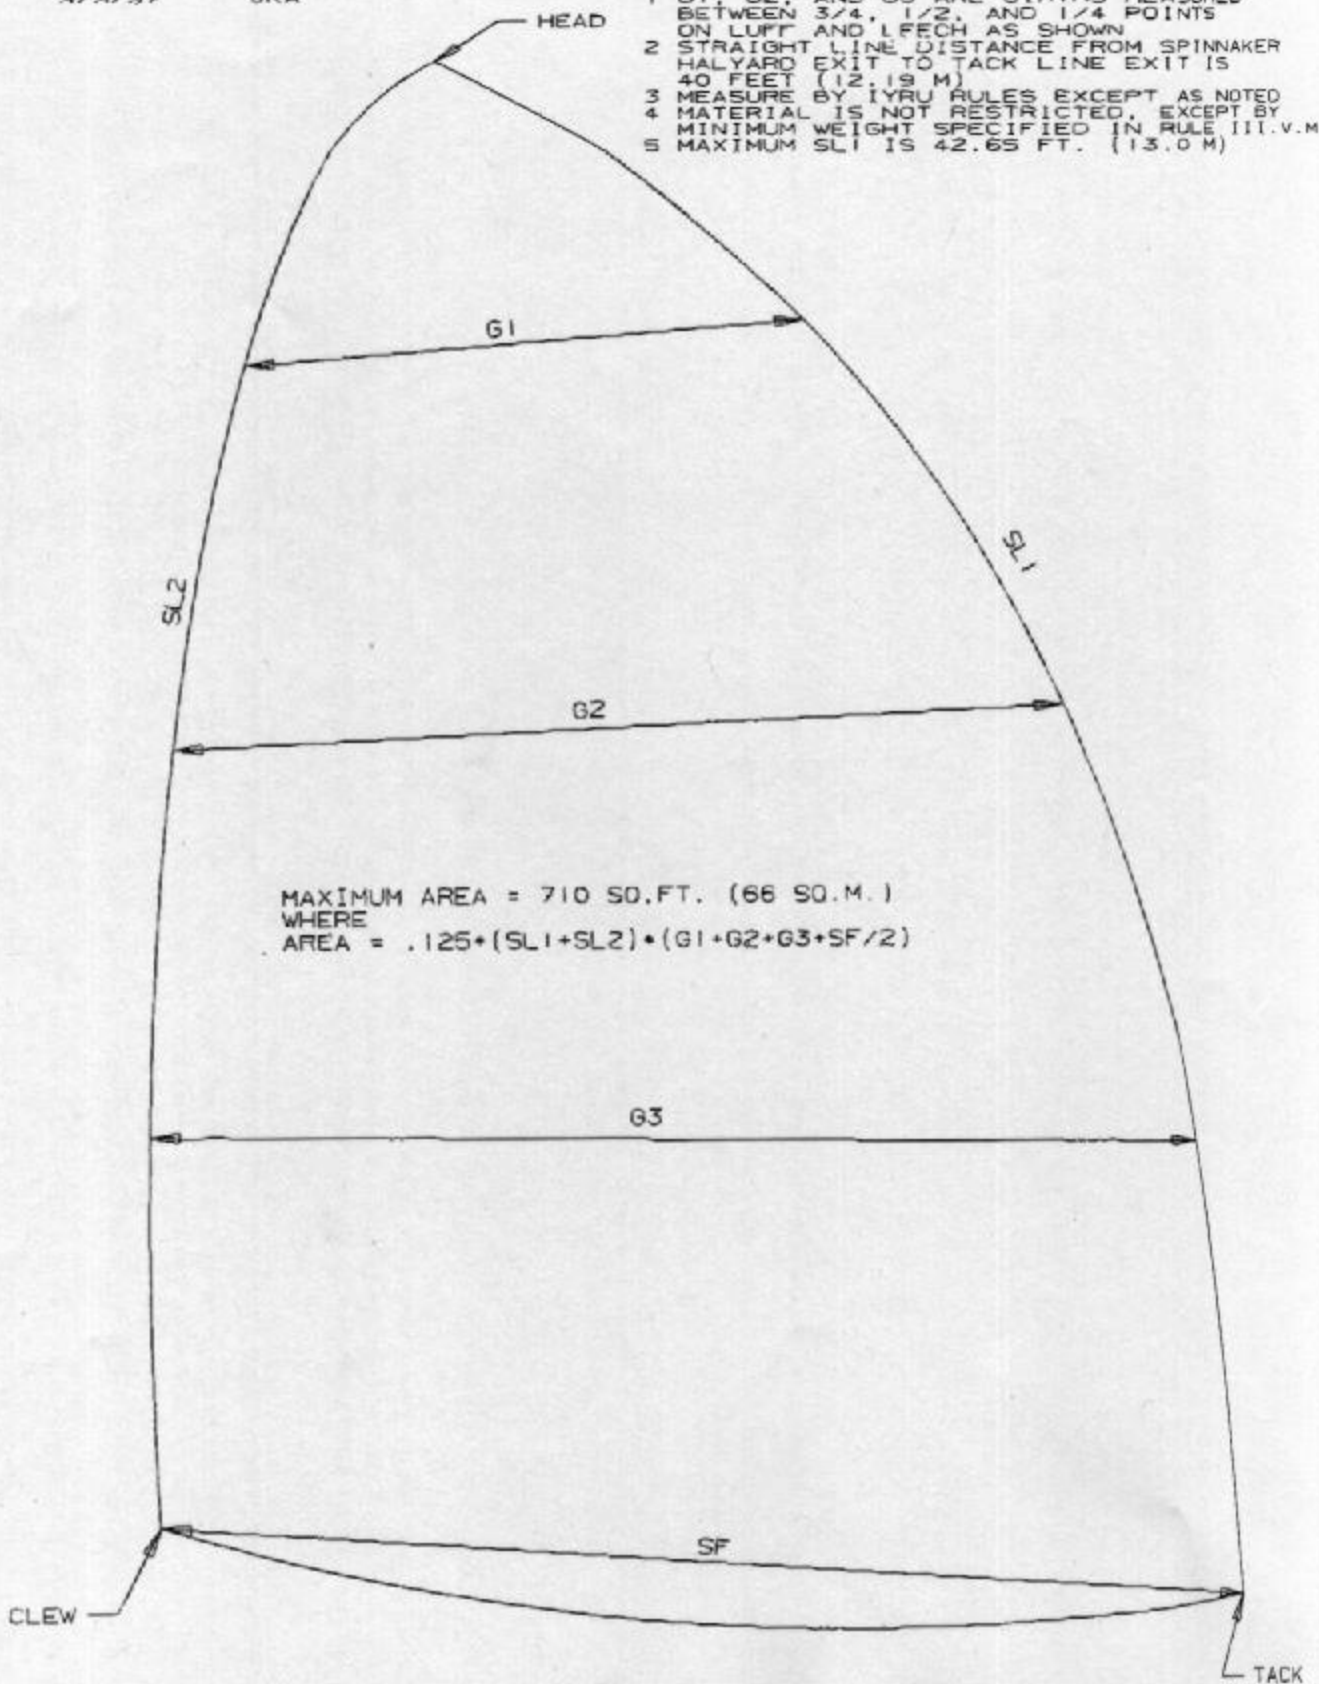 HEAD
BETWEEN 3/4, 1/2, AND 1/4 POINTS
ON LUFF AND LEECH AS SHOWN
2 STRAIGHT LINE DISTANCE FROM SPINNAKER
HALYARD EXIT TO TACK LINE EXIT IS
40 FEET (12.19 M)
3 MEASURE BY IYRU RULES EXCEPT AS NOTED
4 MATERIAL IS NOT RESTRICTED, EXCEPT BY
MINIMUM WEIGHT SPECIFIED IN RULE III.V.M
5 MAXIMUM SL1 IS 42.65 FT. (13.0 M)
G1
SL1
SL2
G2
MAXIMUM AREA = 710 SQ.FT. (66 SQ.M.)
WHERE
AREA = .125*(SL1+SL2)*(G1+G2+G3+SF/2)
G3
SF
CLEW
TACK